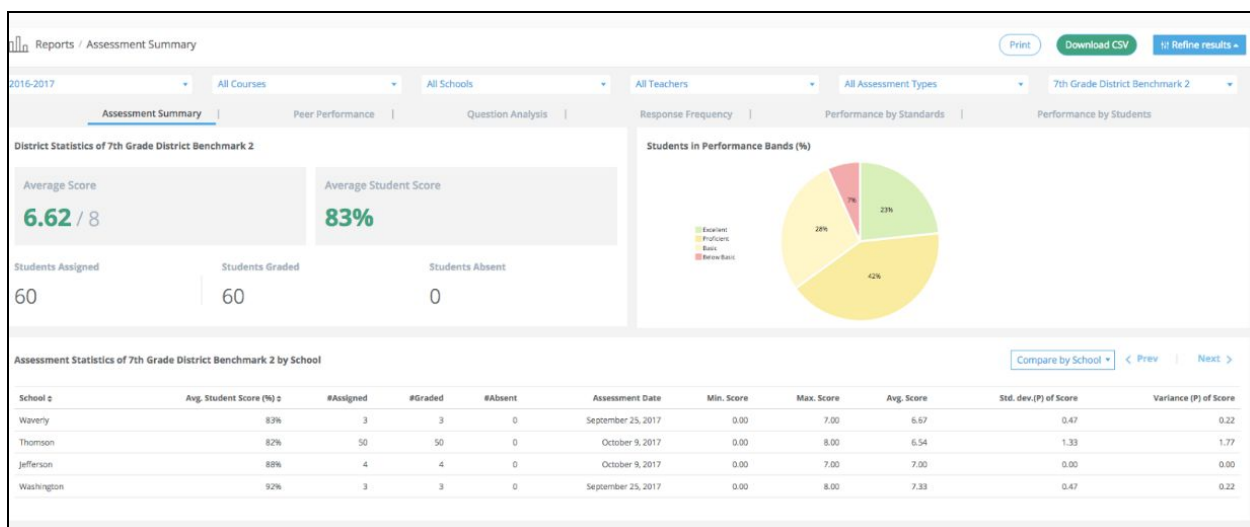 Reports / Assessment Summary
Print
Download CSV
Refine results
2016-2017
All Courses
All Schools
All Teachers
All Assessment Types
7th Grade District Benchmark 2
Assessment Summary | Peer Performance | Question Analysis | Response Frequency | Performance by Standards | Performance by Students
District Statistics of 7th Grade District Benchmark 2
Average Score
6.62 / 8
Average Student Score
83%
Students Assigned
60
Students Graded
60
Students Absent
0
Students in Performance Bands (%)
Excellent
Proficient
Basic
Below Basic
7%
23%
28%
42%
Assessment Statistics of 7th Grade District Benchmark 2 by School
Compare by School
< Prev | Next >
School Avg. Student Score (%) #Assigned #Graded #Absent Assessment Date Min. Score Max. Score Avg. Score Std. dev.(P) of Score Variance (P) of Score
Waverly 83% 3 3 0 September 25, 2017 0.00 7.00 6.67 0.47 0.22
Thomson 82% 50 50 0 October 9, 2017 0.00 8.00 6.54 1.33 1.77
Jefferson 88% 4 4 0 October 9, 2017 0.00 7.00 7.00 0.00 0.00
Washington 92% 3 3 0 September 25, 2017 0.00 8.00 7.33 0.47 0.22